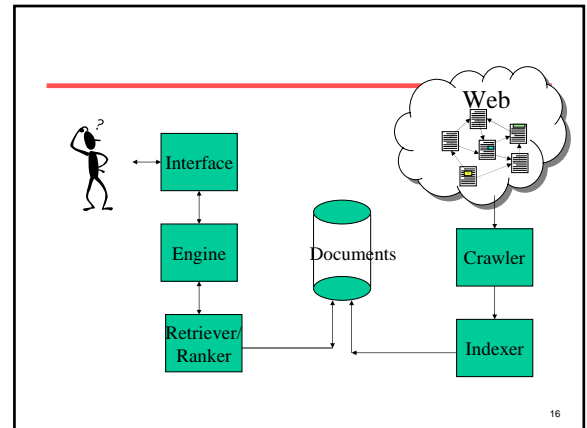 ?
Web
Interface
Engine
Documents
Crawler
Retriever/
Ranker
Indexer
16